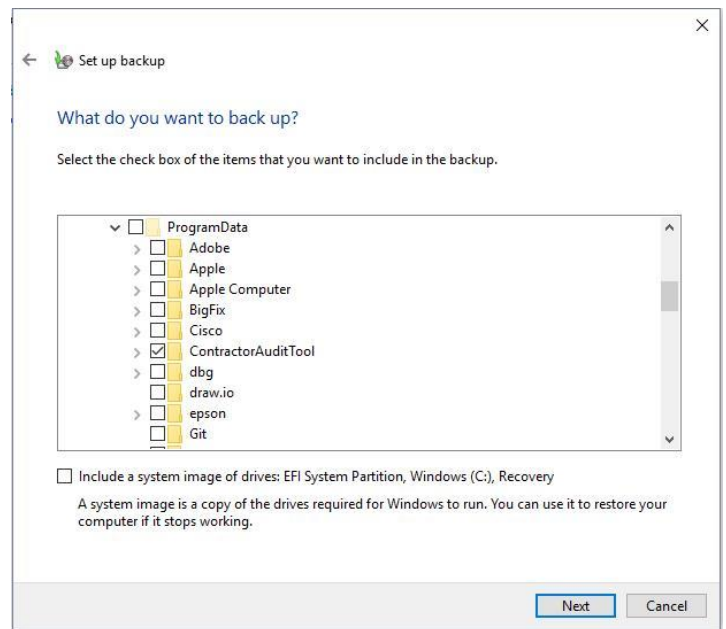 Set up backup
What do you want to back up?
Select the check box of the items that you want to include in the backup.
ProgramData
Adobe
Apple
Apple Computer
BigFix
Cisco
ContractorAuditTool
dbg
draw.io
epson
Git
Include a system image of drives: EFI System Partition, Windows (C:), Recovery
A system image is a copy of the drives required for Windows to run. You can use it to restore your
computer if it stops working.
Next Cancel